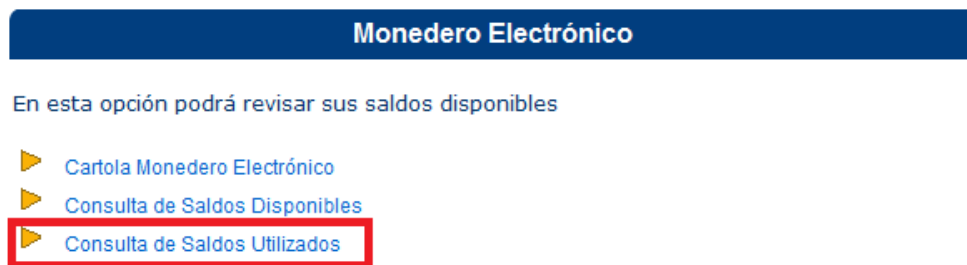 Monedero Electrónico
En esta opción podrá revisar sus saldos disponibles
Cartola Monedero Electrónico
Consulta de Saldos Disponibles
Consulta de Saldos Utilizados